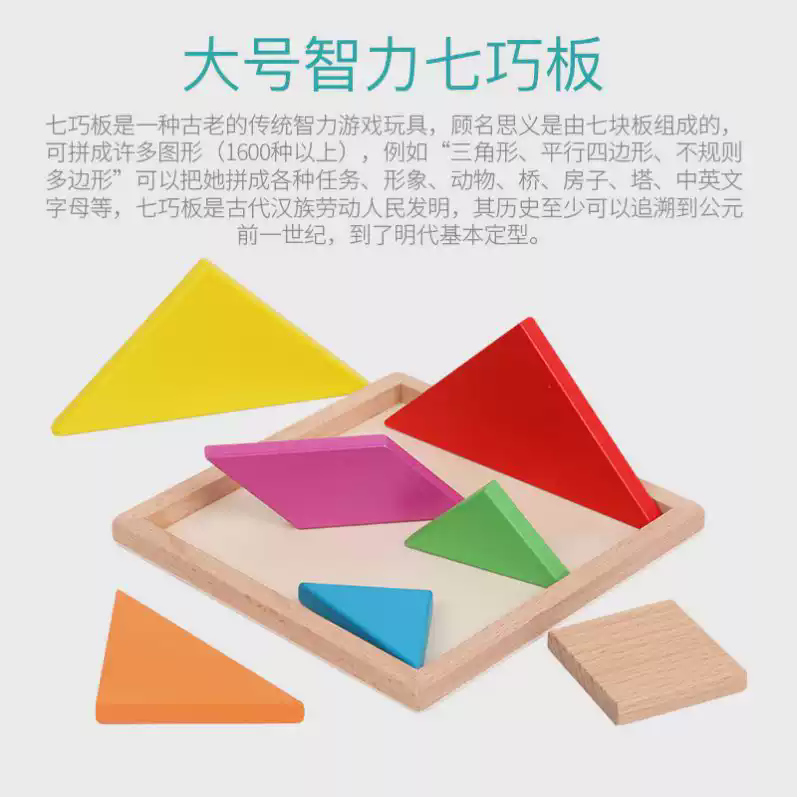 大号智力七巧板
七巧板是一种古老的传统智力游戏玩具，顾名思义是由七块板组成的，
可拼成许多图形（1600种以上），例如“三角形、平行四边形、不规则
多边形”可以把她拼成各种任务、形象、动物、桥、房子、塔、中英文
字母等，七巧板是古代汉族劳动人民发明，其历史至少可以追溯到公元
前一世纪，到了明代基本定型。